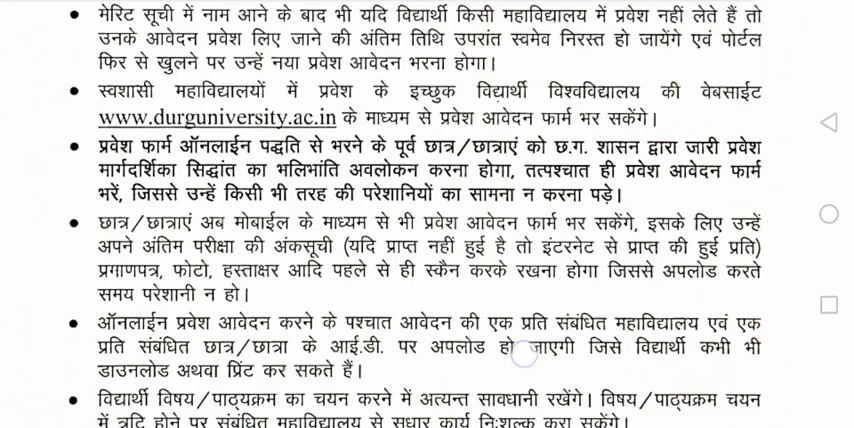 • मेरिट सूची में नाम आने के बाद भी यदि विद्यार्थी किसी महाविद्यालय में प्रवेश नहीं लेते हैं तो
उनके आवेदन प्रवेश लिए जाने की अंतिम तिथि उपरांत स्वमेव निरस्त हो जायेंगे एवं पोर्टल
फिर से खुलने पर उन्हें नया प्रवेश आवेदन भरना होगा।
• स्वशासी महाविद्यालयों में प्रवेश के इच्छुक विद्यार्थी विश्वविद्यालय की वेबसाईट
www.durguniversity.ac.in के माध्यम से प्रवेश आवेदन फार्म भर सकेंगे।
• प्रवेश फार्म ऑनलाईन पद्धति से भरने के पूर्व छात्र/छात्राएं को छ.ग. शासन द्वारा जारी प्रवेश
मार्गदर्शिका सिद्धांत का भलिभांति अवलोकन करना होगा, तत्पश्चात ही प्रवेश आवेदन फार्म
भरें, जिससे उन्हें किसी भी तरह की परेशानियों का सामना न करना पड़े।
• छात्र/छात्राएं अब मोबाईल के माध्यम से भी प्रवेश आवेदन फार्म भर सकेंगे, इसके लिए उन्हें
अपने अंतिम परीक्षा की अंकसूची (यदि प्राप्त नहीं हुई है तो इंटरनेट से प्राप्त की हुई प्रति)
प्रमाणपत्र, फोटो, हस्ताक्षर आदि पहले से ही स्कैन करके रखना होगा जिससे अपलोड करते
समय परेशानी न हो।
• ऑनलाईन प्रवेश आवेदन करने के पश्चात आवेदन की एक प्रति संबंधित महाविद्यालय एवं एक
प्रति संबंधित छात्र/छात्रा के आई.डी. पर अपलोड हो जाएगी जिसे विद्यार्थी कभी भी
डाउनलोड अथवा प्रिंट कर सकते हैं।
• विद्यार्थी विषय/पाठ्यक्रम का चयन करने में अत्यन्त सावधानी रखेंगे। विषय/पाठ्यक्रम चयन
में त्रुटि होने पर संबंधित महाविद्यालय से सुधार कार्य निःशुल्क करा सकेंगे।